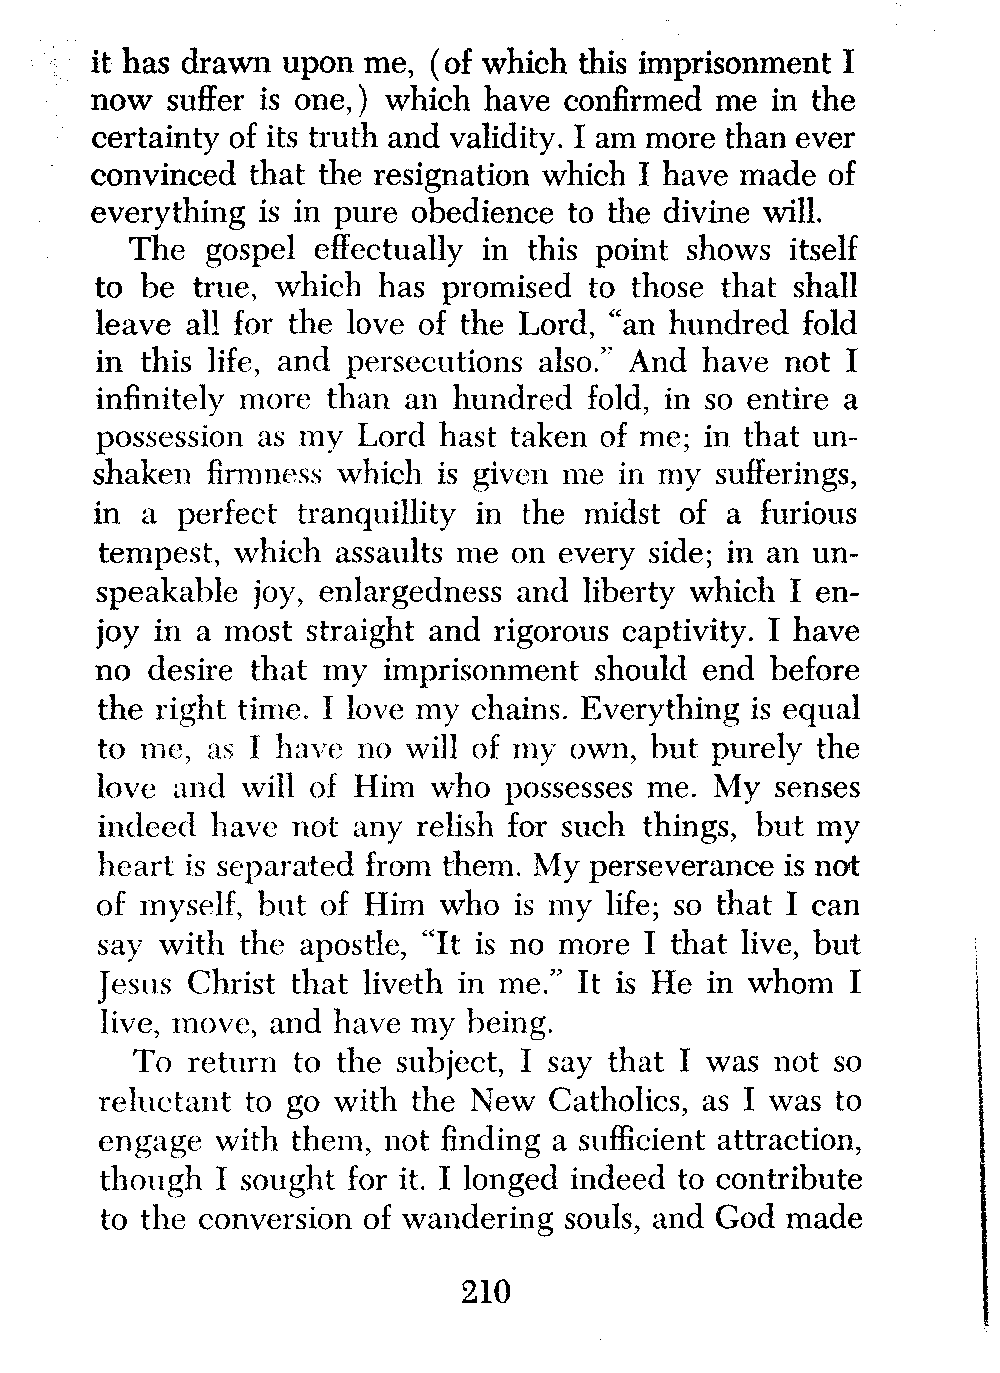 it has drawn upon me, (of which this imprisonment I
now suffer is one,) which have confirmed me in the
certainty of its truth and validity. I am more than ever
convinced that the resignation which I have made of
everything is in pure obedience to the divine will.
The gospel effectually in this point shows itself
to be true, which has promised to those that shall
leave all for the love of the Lord, “an hundred fold
in this life, and persecutions also.” And have not I
infinitely more than an hundred fold, in so entire a
possession as my Lord hast taken of me; in that un-
shaken firmness which is given me in my sufferings,
in a perfect tranquillity in the midst of a furious
tempest, which assaults me on every side; in an un-
speakable joy, enlargedness and liberty which I en-
joy in a most straight and rigorous captivity. I have
no desire that my imprisonment should end before
the right time. I love my chains. Everything is equal
to me, as I have no will of my own, but purely the
love and will of Him who possesses me. My senses
indeed have not any relish for such things, but my
heart is separated from them. My perseverance is not
of myself, but of Him who is my life; so that I can
say with the apostle, “It is no more I that live, but
Jesus Christ that liveth in me.” It is He in whom I
live, move, and have my being.
To return to the subject, I say that I was not so
reluctant to go with the New Catholics, as I was to
engage with them, not finding a sufficient attraction,
though I sought for it. I longed indeed to contribute
to the conversion of wandering souls, and God made
210